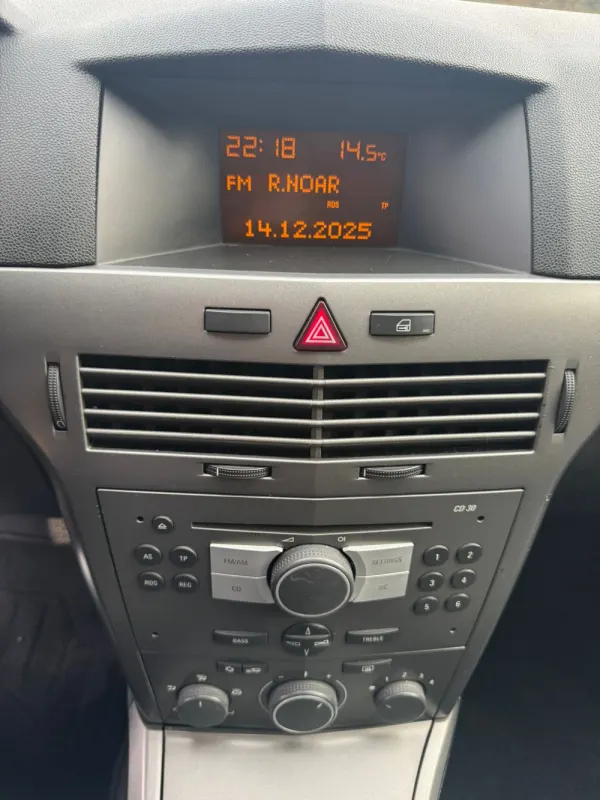 22:18 14.5°C
FM R.NOAR
RDS TP
14.12.2025
CD 30
AS TP
RDS REG
FM/AM SETTINGS
CD BC
1 2
3 4
5 6
BASS TREBLE